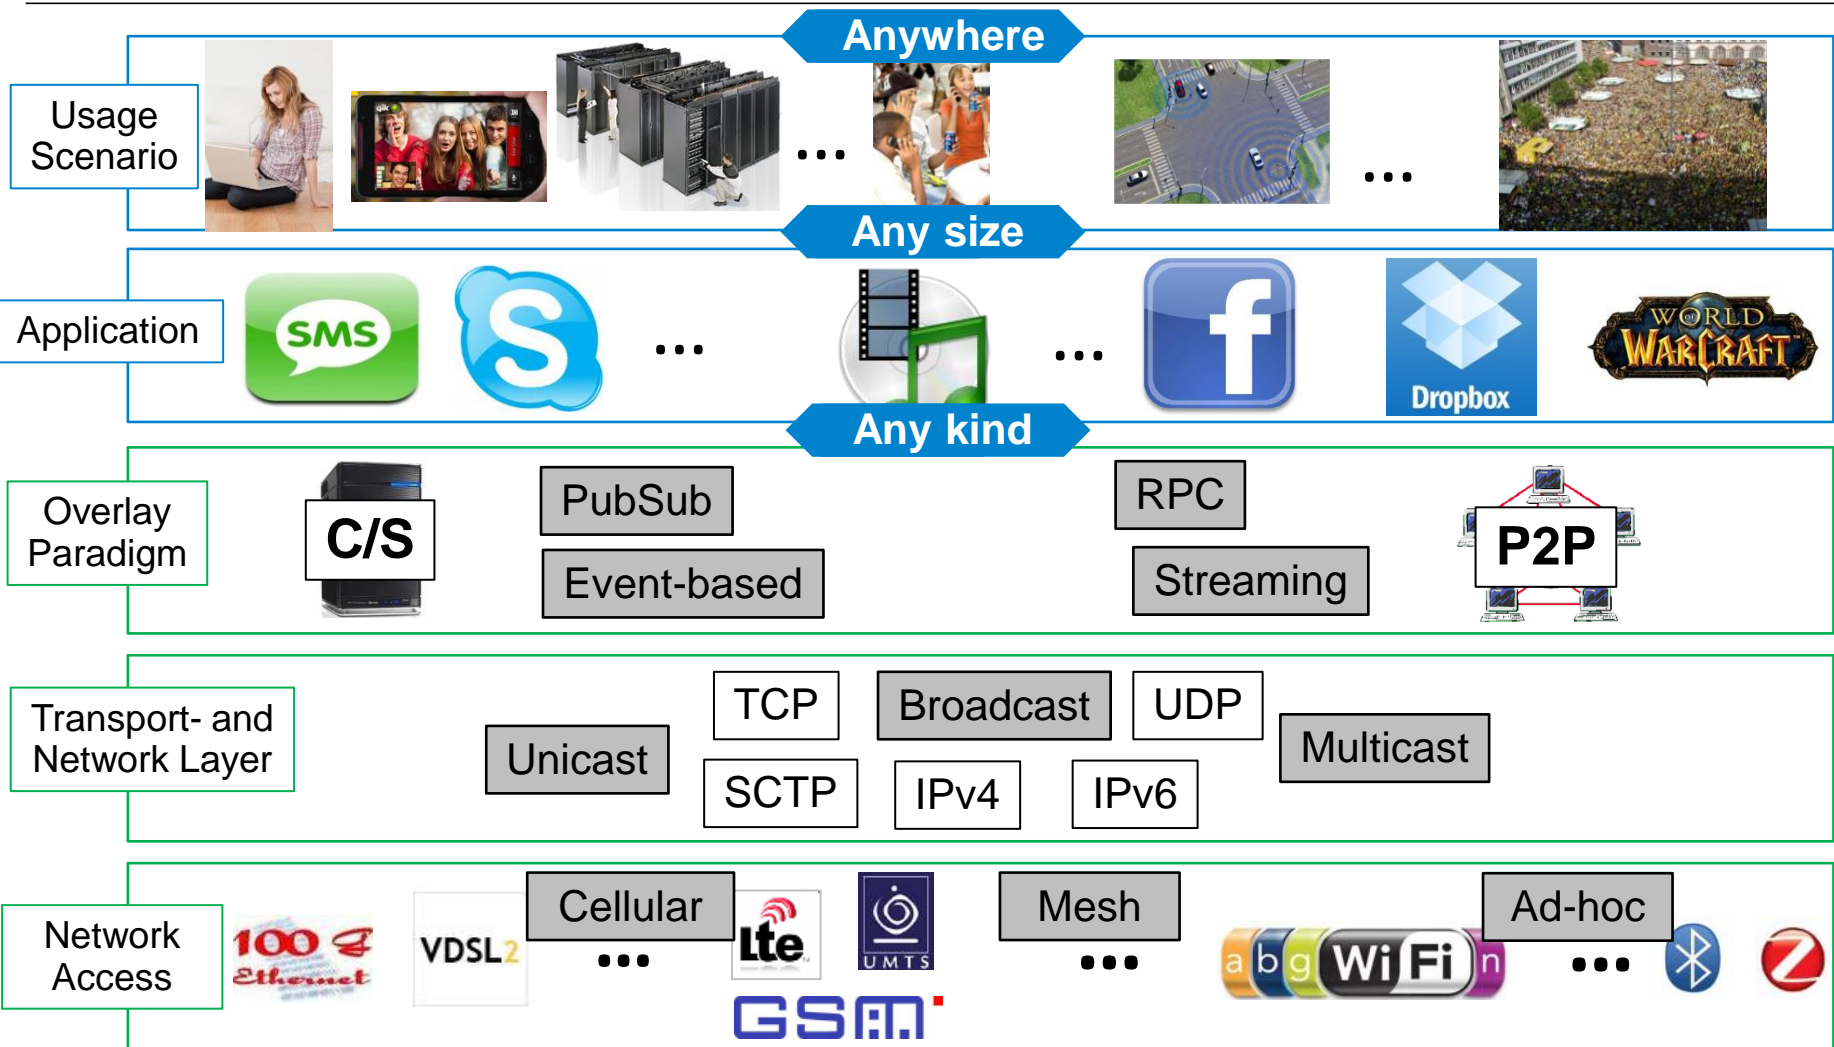 Anywhere
Usage
Scenario
qik
Any size
Application
SMS
S
f
Dropbox
WORLD
OF
WARCRAFT
Any kind
Overlay
Paradigm
C/S
PubSub
Event-based
RPC
Streaming
P2P
Transport- and
Network Layer
Unicast
TCP
Broadcast
UDP
Multicast
SCTP
IPv4
IPv6
Network
Access
100
Ethernet
VDSL2
Cellular
...
Lte
UMTS
GSM
Mesh
...
a b g Wi Fi n
Ad-hoc
...